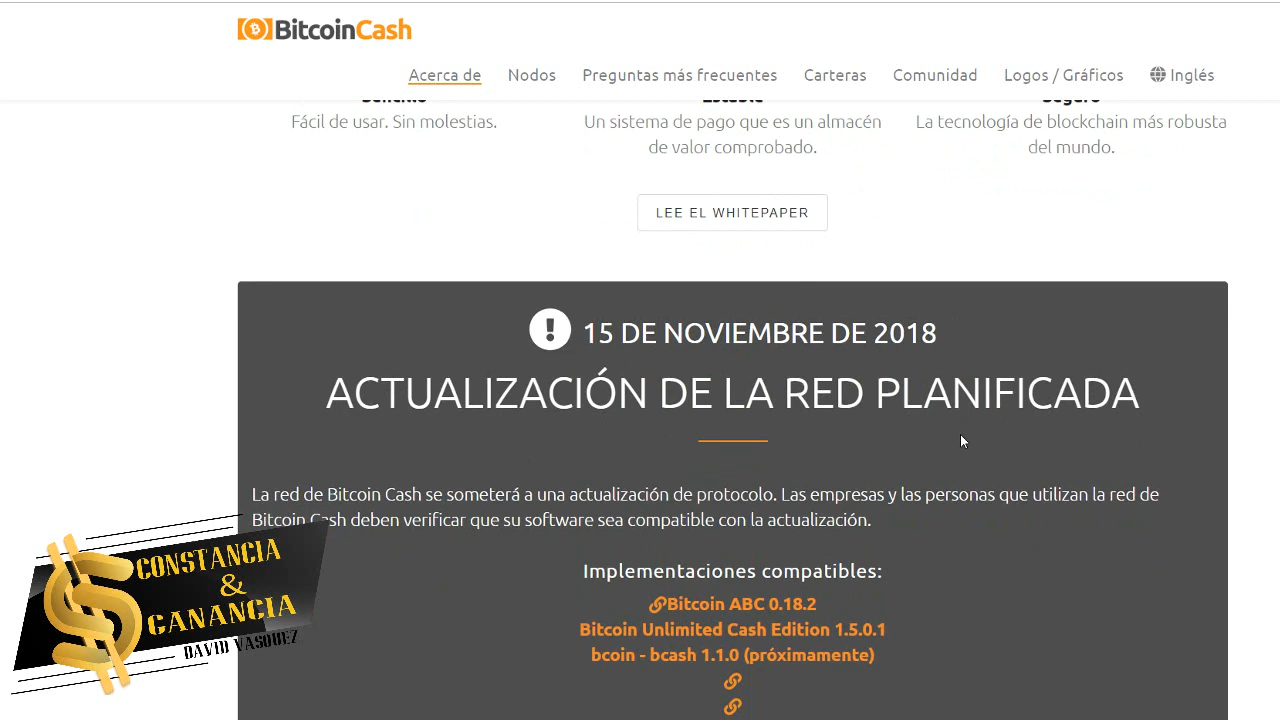 BitcoinCash
Acerca de Nodos Preguntas más frecuentes Carteras Comunidad Logos / Gráficos Inglés
Sencillo Estable Seguro
Fácil de usar. Sin molestias. Un sistema de pago que es un almacén La tecnología de blockchain más robusta
de valor comprobado. del mundo.
LEE EL WHITEPAPER
15 DE NOVIEMBRE DE 2018
ACTUALIZACIÓN DE LA RED PLANIFICADA
La red de Bitcoin Cash se someterá a una actualización de protocolo. Las empresas y las personas que utilizan la red de
Bitcoin Cash deben verificar que su software sea compatible con la actualización.
Implementaciones compatibles:
Bitcoin ABC 0.18.2
Bitcoin Unlimited Cash Edition 1.5.0.1
bcoin - bcash 1.1.0 (próximamente)
CONSTANCIA
&
GANANCIA
DAVID VASQUEZ